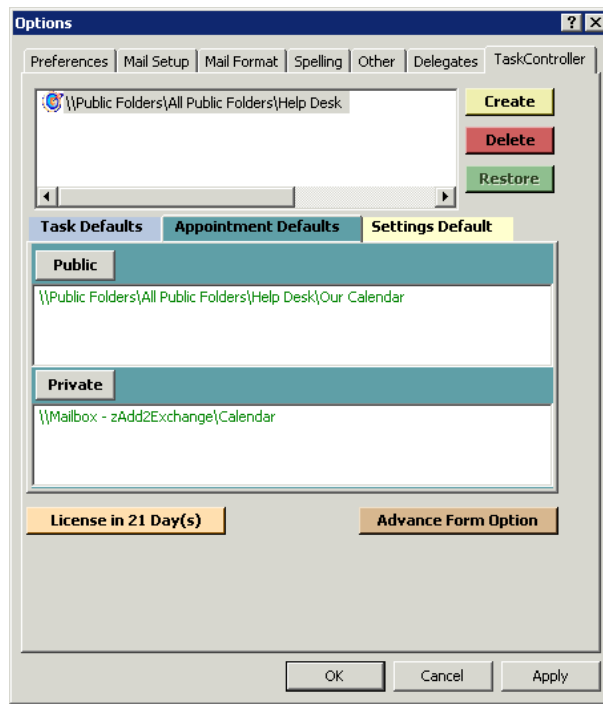 Options
Preferences Mail Setup Mail Format Spelling Other Delegates TaskController
\\Public Folders\All Public Folders\Help Desk
Create
Delete
Restore
Task Defaults Appointment Defaults Settings Default
Public
\\Public Folders\All Public Folders\Help Desk\Our Calendar
Private
\\Mailbox - zAdd2Exchange\Calendar
License in 21 Day(s) Advance Form Option
OK Cancel Apply